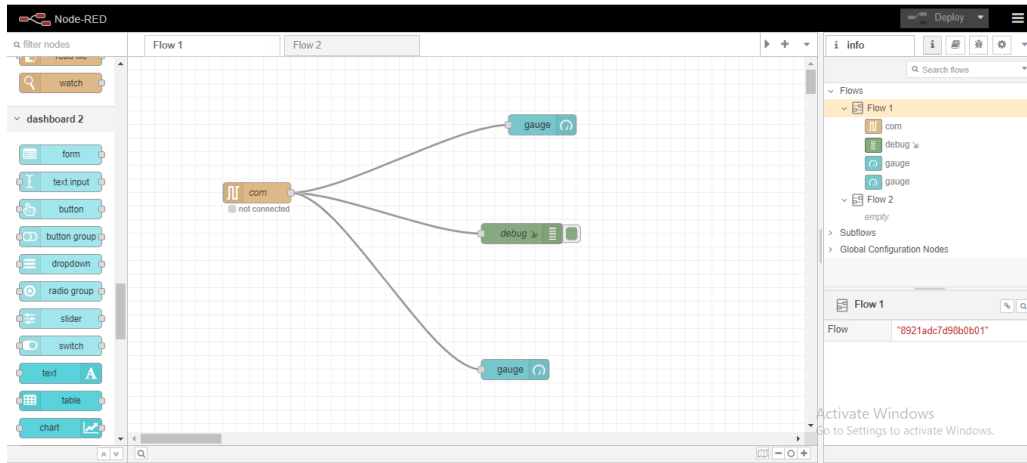 Node-RED
Deploy
filter nodes
Flow 1
Flow 2
i info
i
Search flows
read file
watch
dashboard 2
form
text input
button
button group
dropdown
radio group
slider
switch
text
A
table
chart
gauge
com
not connected
debug
gauge
Flows
Flow 1
com
debug
gauge
gauge
Flow 2
empty
Subflows
Global Configuration Nodes
Flow 1
Flow
"8921adc7d98b0b01"
Activate Windows
Go to Settings to activate Windows.